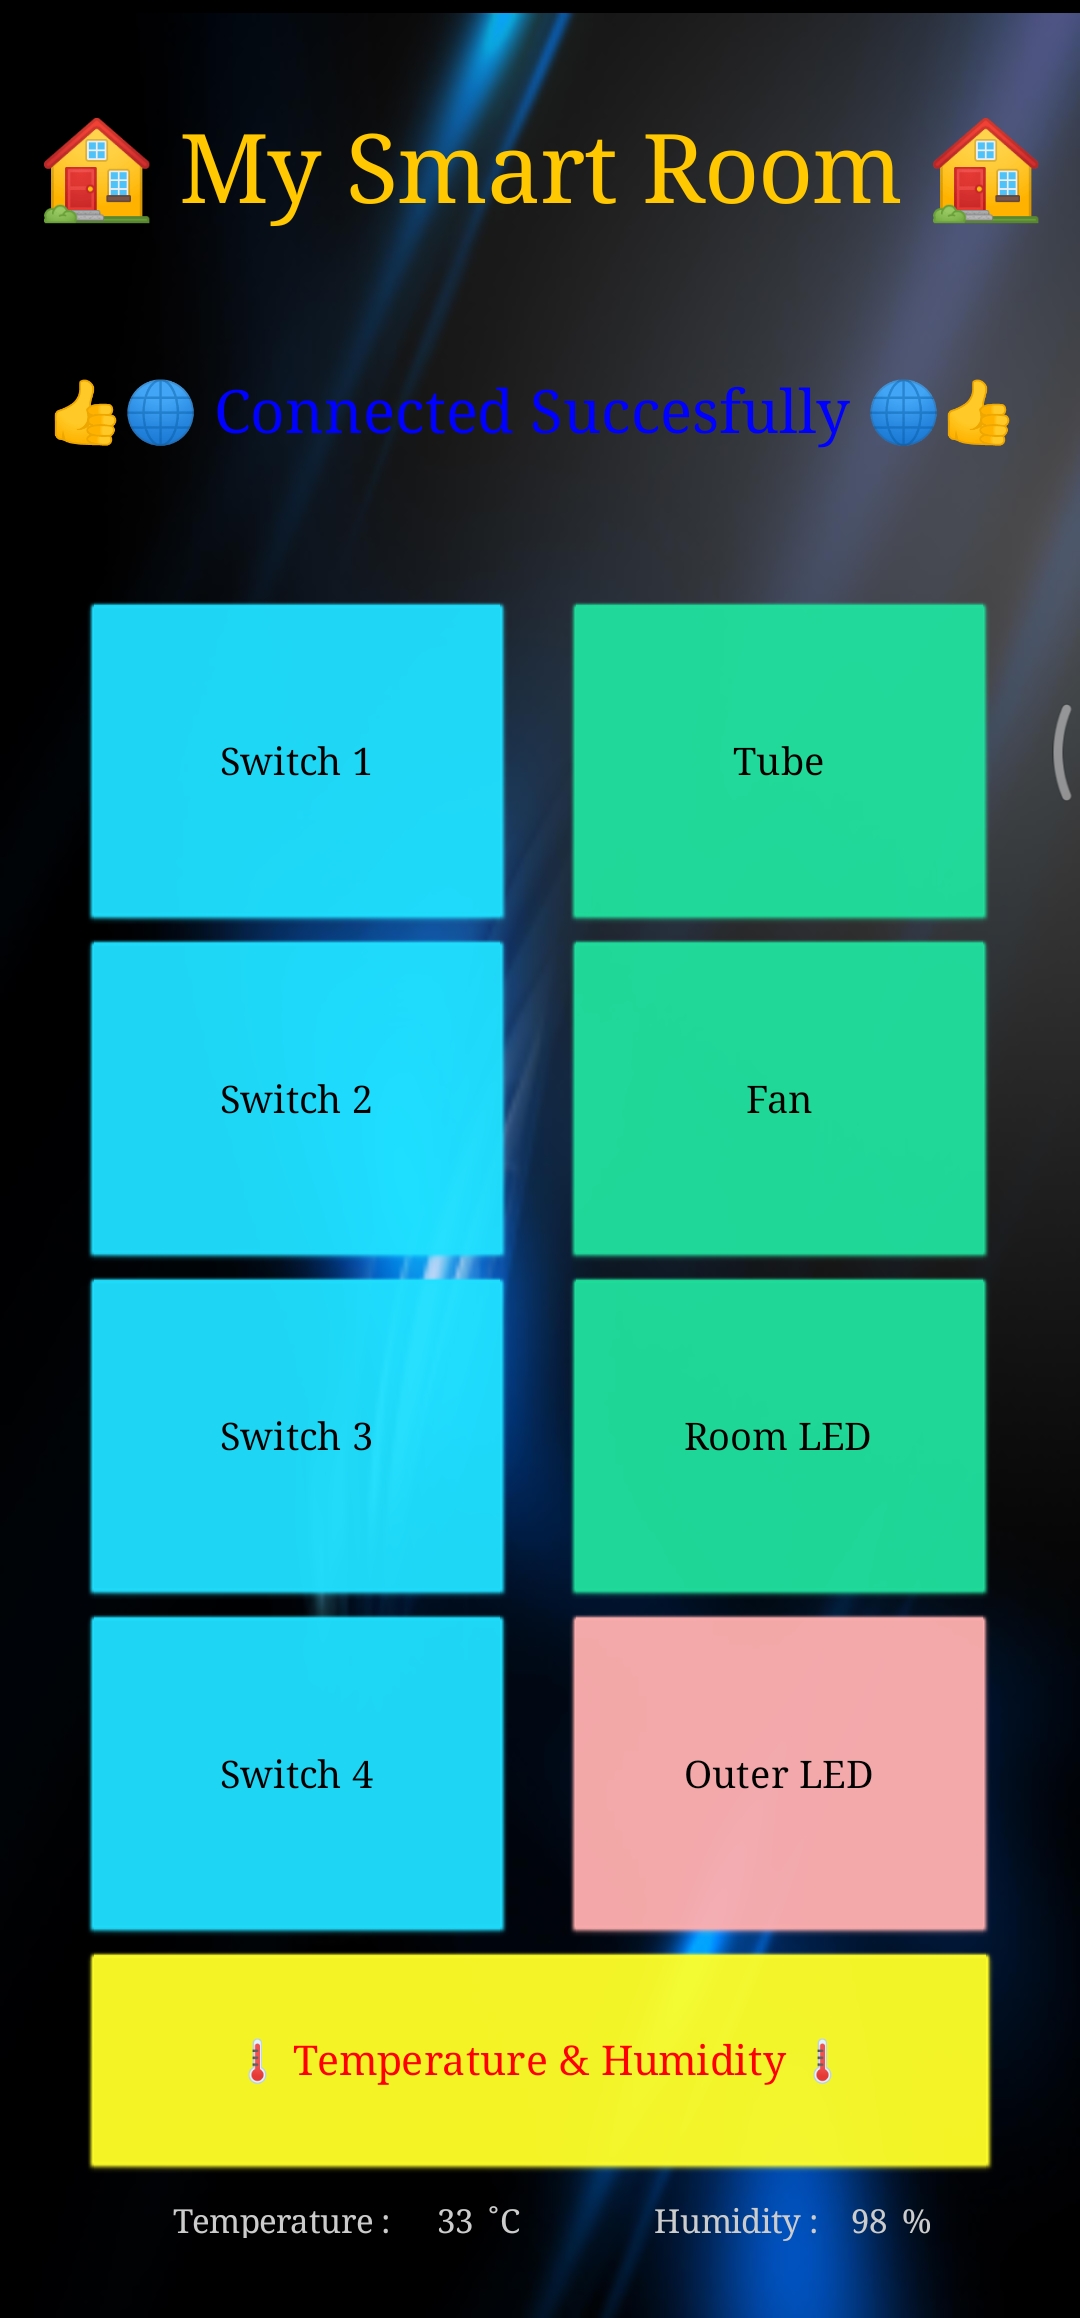 🏠 My Smart Room 🏠
👍🌐 Connected Succesfully 🌐👍
Switch 1
Tube
Switch 2
Fan
Switch 3
Room LED
Switch 4
Outer LED
🌡️ Temperature & Humidity 🌡️
Temperature : 33 °C Humidity : 98 %